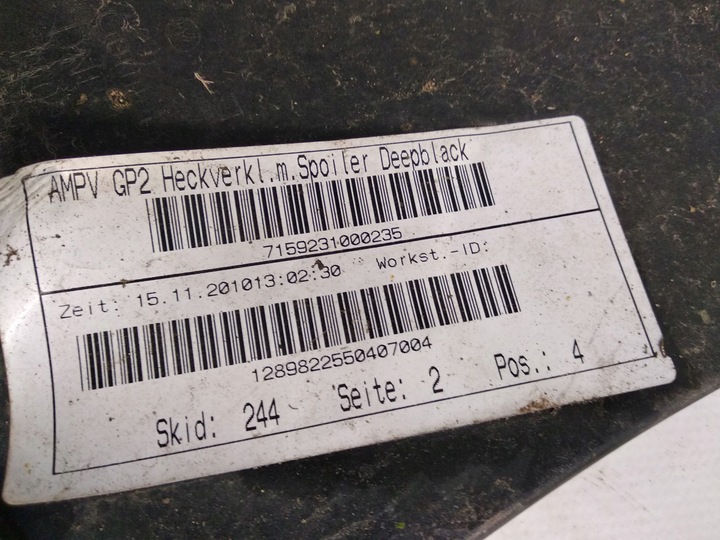 AMPV GP2 Heckverkl.m.Spoiler Deepblack
7159231000235
Zeit: 15.11.201013:02:30 Workst.-ID:
1289822550407004
Skid: 244 Seite: 2 Pos.: 4